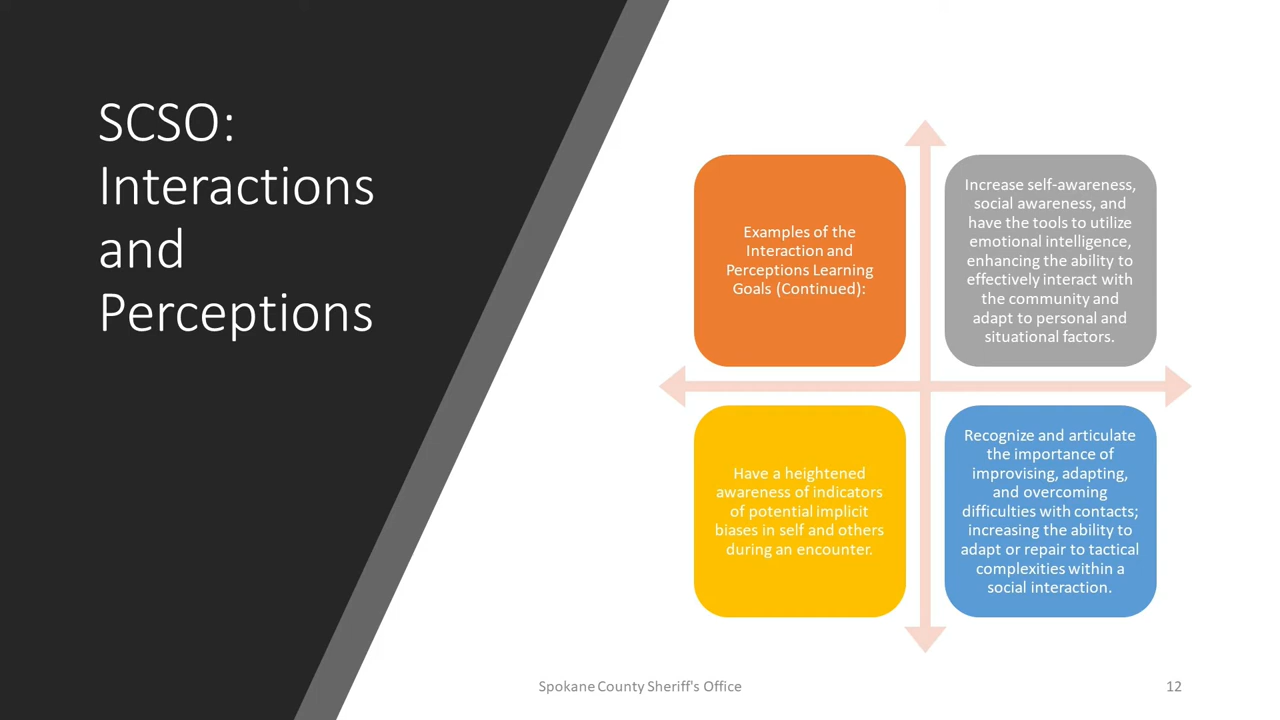 SCSO:
Interactions
and
Perceptions
Examples of the
Interaction and
Perceptions Learning
Goals (Continued):
Increase self-awareness,
social awareness, and
have the tools to utilize
emotional intelligence,
enhancing the ability to
effectively interact with
the community and
adapt to personal and
situational factors.
Have a heightened
awareness of indicators
of potential implicit
biases in self and others
during an encounter.
Recognize and articulate
the importance of
improvising, adapting,
and overcoming
difficulties with contacts;
increasing the ability to
adapt or repair to tactical
complexities within a
social interaction.
Spokane County Sheriff's Office
12